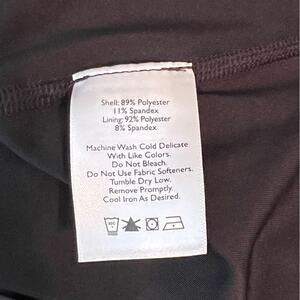 Shell: 89% Polyester
11% Spandex
Lining: 92% Polyester
8% Spandex
Machine Wash Cold Delicate
With Like Colors.
Do Not Bleach.
Do Not Use Fabric Softeners.
Tumble Dry Low.
Remove Promptly.
Cool Iron As Desired.